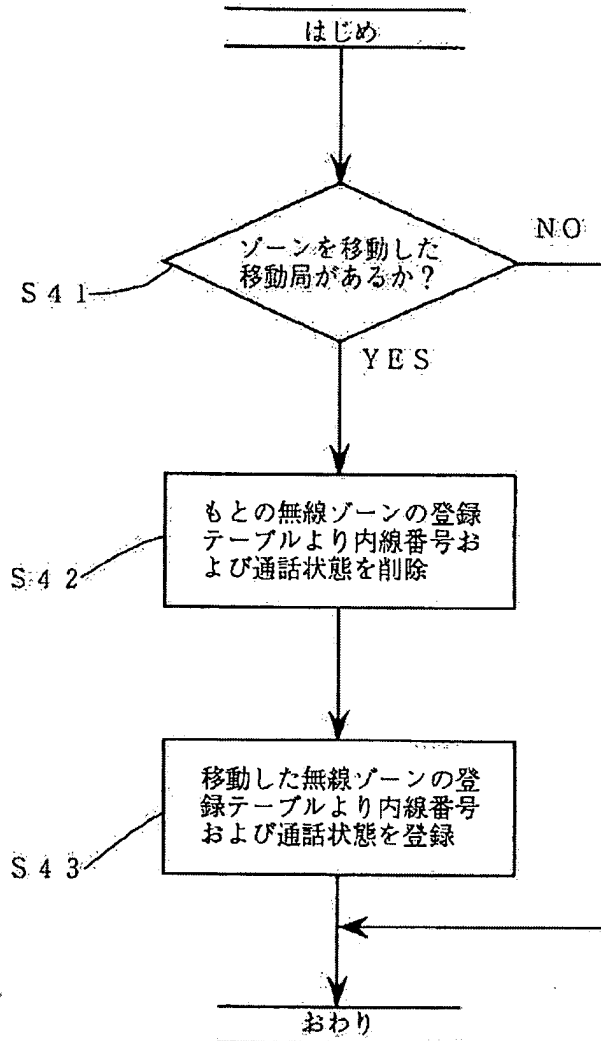 はじめ
ゾーンを移動した
移動局があるか？
NO
S41
YES
もとの無線ゾーンの登録
テーブルより内線番号お
よび通話状態を削除
S42
移動した無線ゾーンの登
録テーブルより内線番号
および通話状態を登録
S43
おわり